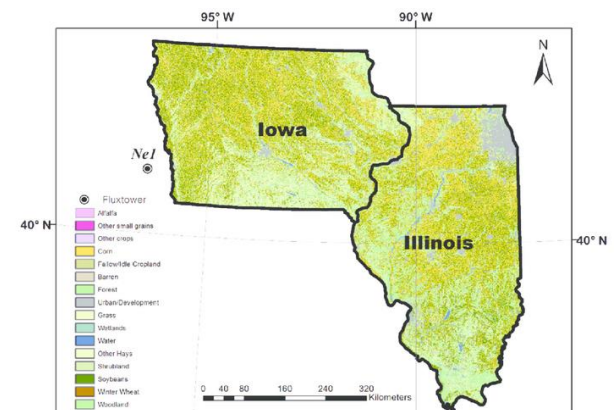 95° W
90° W
N
Iowa
Ne1
Fluxtower
Alfalfa
Other small grains
Other crops
Corn
Fallow/Idle Cropland
Barren
Forest
Urban/Development
Grass
Wetlands
Water
Other Hays
Shrubland
Soybeans
Winter Wheat
Woodland
40° N
40° N
Illinois
0 40 80 160 240 320
Kilometers